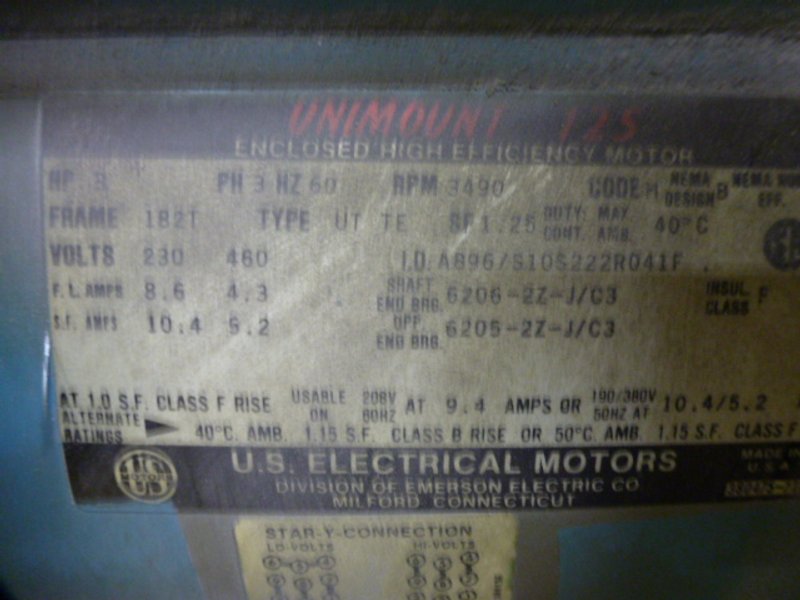 UNIMOUNT 125
ENCLOSED HIGH EFFICIENCY MOTOR
HP 3 PH 3 HZ 60 RPM 3490 CODE NEMA DESIGN B NEMA NOM EFF.
FRAME 182T TYPE UT TE SF 1.25 DUTY: MAX. CONT. AMB. 40°C
VOLTS 230 460 I.D.
F.L. AMPS 8.6 4.3 SHAFT END BRG. 6206-2Z-J/C3 INSUL CLASS F
S.F. AMPS 10.4 5.2 OPP. END BRG. 6205-2Z-J/C3
AT 1.0 S.F. CLASS F RISE USABLE ON 208V 60HZ AT 9.4 AMPS OR 190/380V 50HZ AT 10.4/5.2
ALTERNATE RATINGS 40°C. AMB. 1.15 S.F. CLASS B RISE OR 50°C. AMB. 1.15 S.F. CLASS F
US MOTORS
U.S. ELECTRICAL MOTORS
DIVISION OF EMERSON ELECTRIC CO
MILFORD CONNECTICUT
MADE IN
U.S.A.
STAR-Y-CONNECTION
LO-VOLTS HI-VOLTS